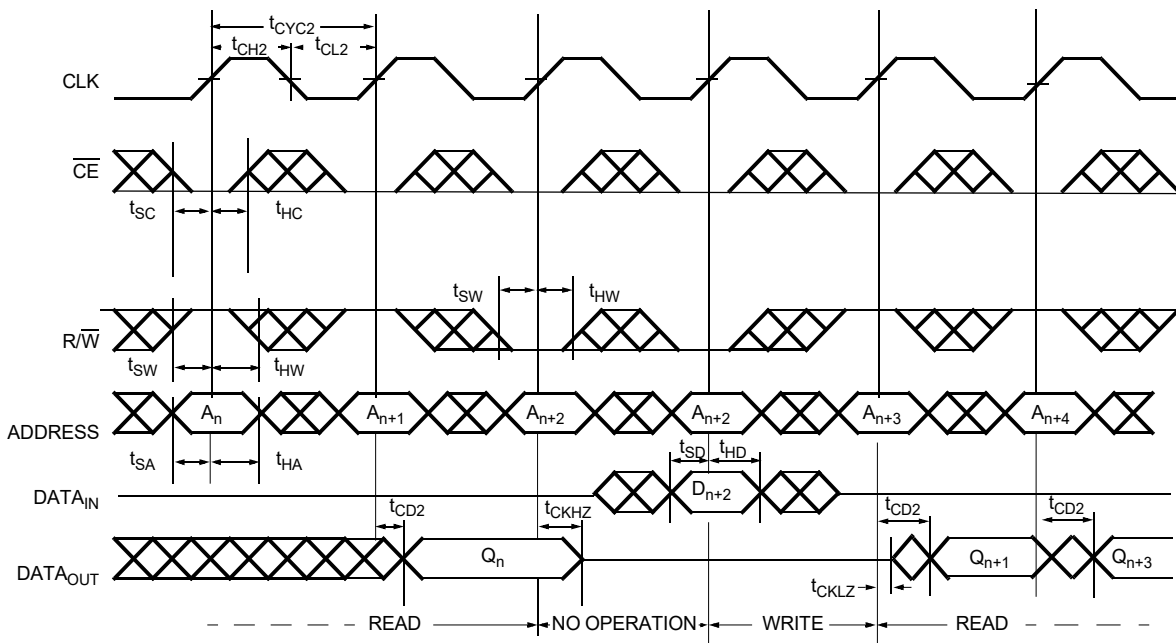 tCYC2
tCH2 tCL2
CLK
CE
tSC tHC
tSW tHW
R/W
tSW tHW
An An+1 An+2 An+2 An+3 An+4
ADDRESS
tSA tHA tSD tHD
DATAIN Dn+2
tCD2 tCKHZ tCD2 tCD2
Qn Qn+1 Qn+3
DATAOUT
tCKLZ
READ NO OPERATION WRITE READ